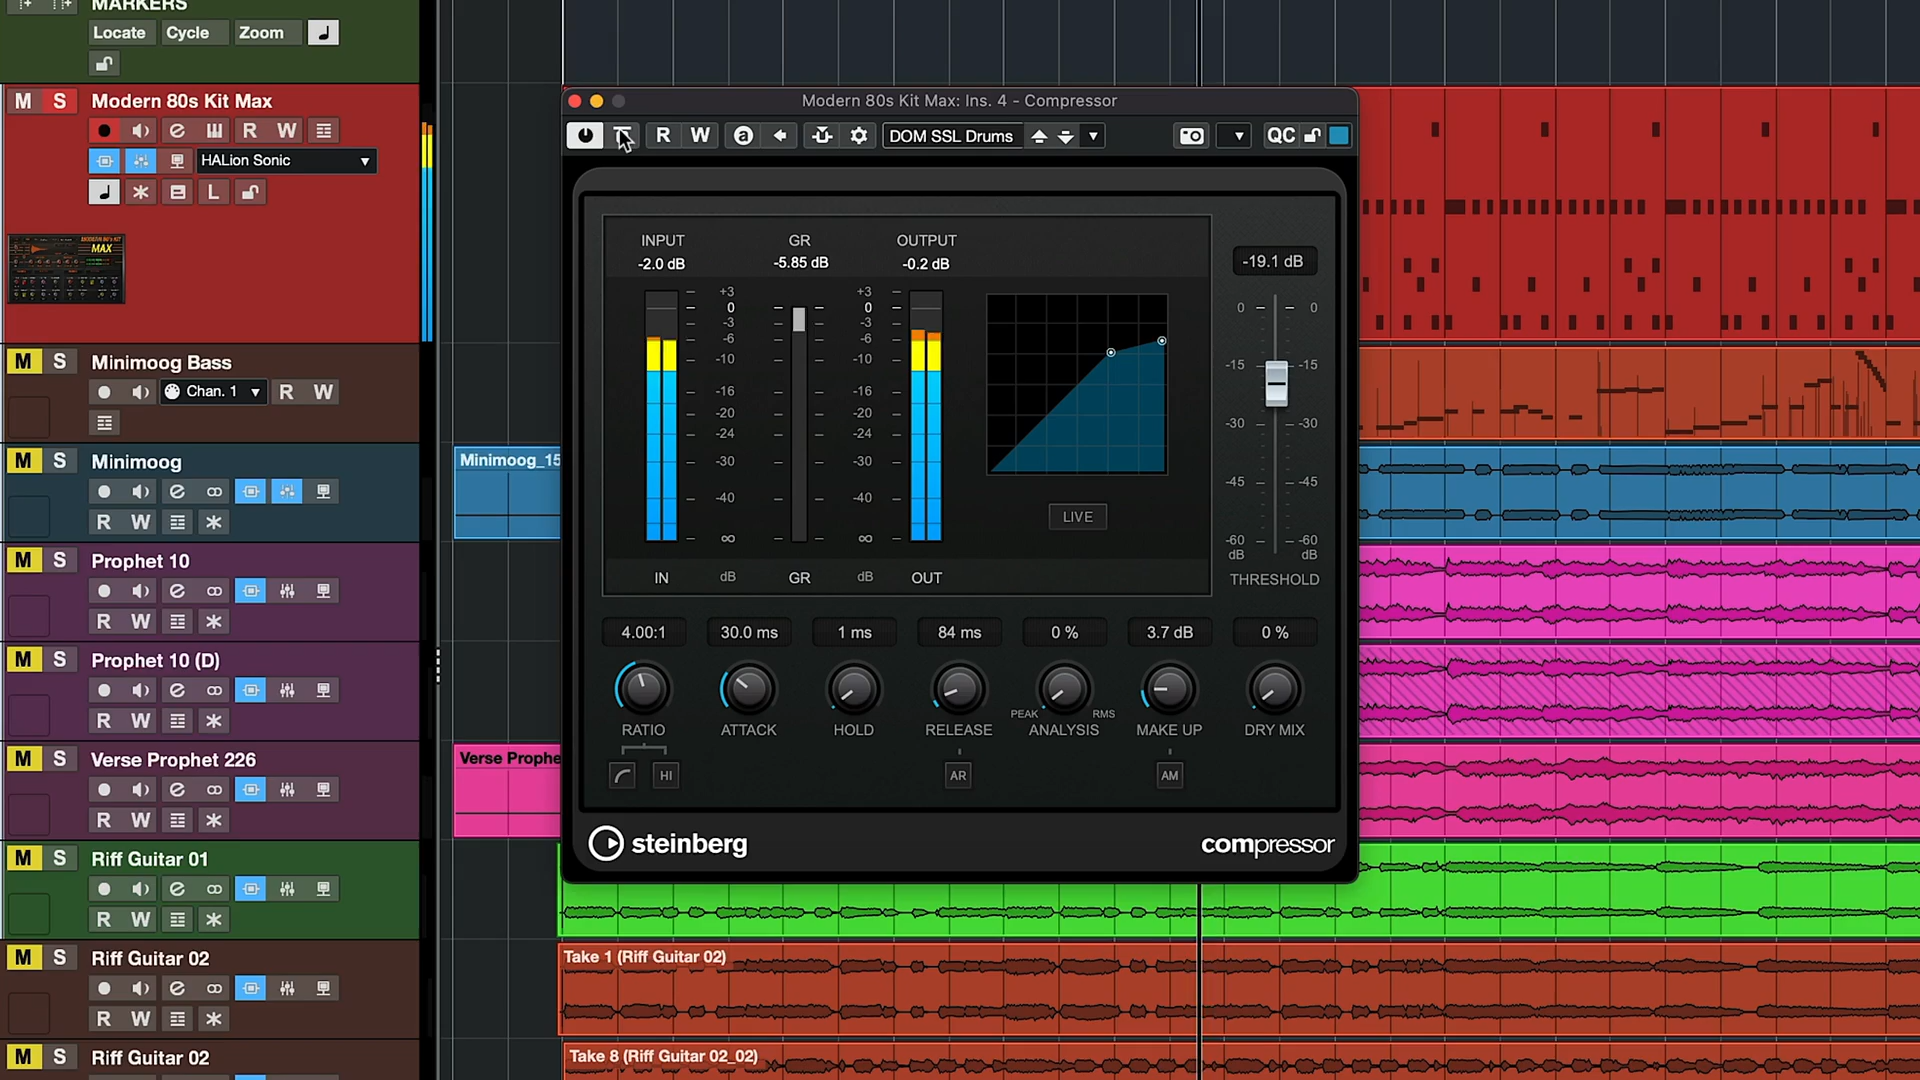 MARKERS
Locate Cycle Zoom
M S Modern 80s Kit Max
R W
HALion Sonic
L
MODERN 80's KIT
MAX
M S Minimoog Bass
Chan. 1 R W
M S Minimoog
R W
M S Prophet 10
R W
M S Prophet 10 (D)
R W
M S Verse Prophet 226
R W
M S Riff Guitar 01
R W
M S Riff Guitar 02
R W
M S Riff Guitar 02
Minimoog_15
Verse Prophe
Take 1 (Riff Guitar 02)
Take 8 (Riff Guitar 02_02)
Modern 80s Kit Max: Ins. 4 - Compressor
R W a DOM SSL Drums QC
INPUT GR OUTPUT
-2.0 dB -5.85 dB -0.2 dB
-19.1 dB
+3 +3
0 0 0 0
-3 -3
-6 -6
-10 -10
-15 -15
-16 -16
-20 -20
-24 -24
-30 -30
-30 -30
-40 -40
-45 -45
∞ ∞
-60 -60
dB dB
LIVE
IN dB GR dB OUT
THRESHOLD
4.00:1 30.0 ms 1 ms 84 ms 0 % 3.7 dB 0 %
PEAK RMS
RATIO ATTACK HOLD RELEASE ANALYSIS MAKE UP DRY MIX
HI AR AM
steinberg compressor